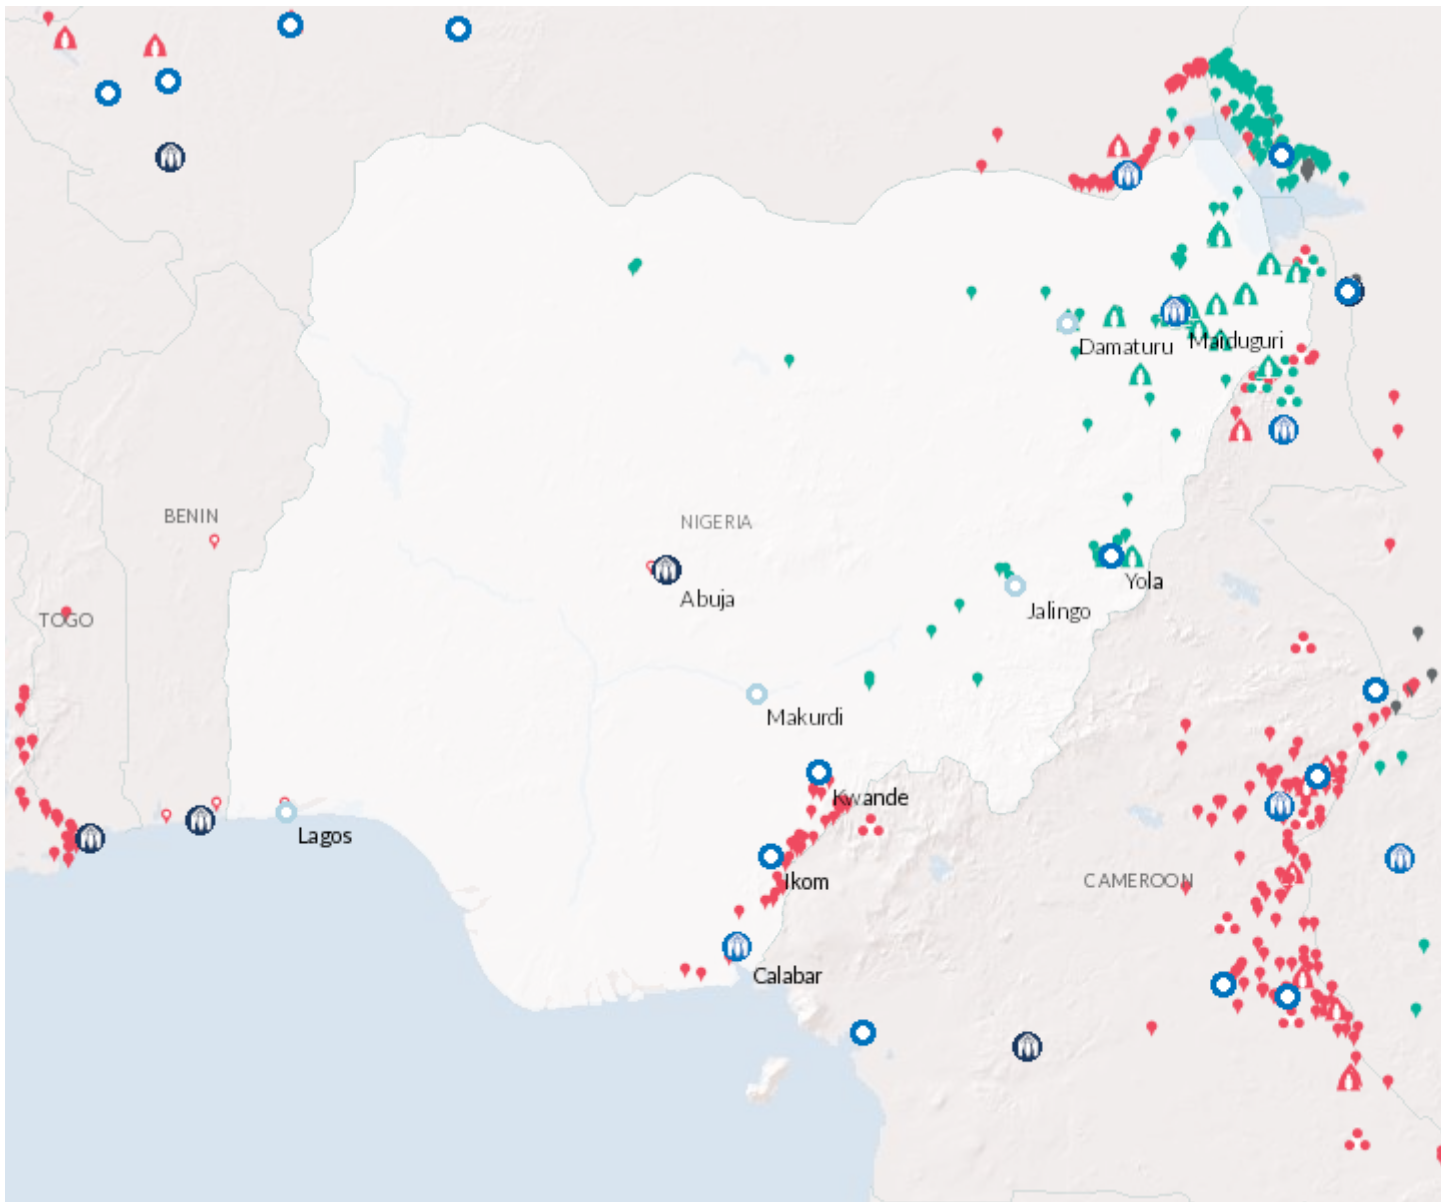 Damaturu
Maiduguri
BENIN
NIGERIA
Abuja
Yola
Jalingo
TOGO
Makurdi
Kwande
Lagos
Ikom
CAMEROON
Calabar